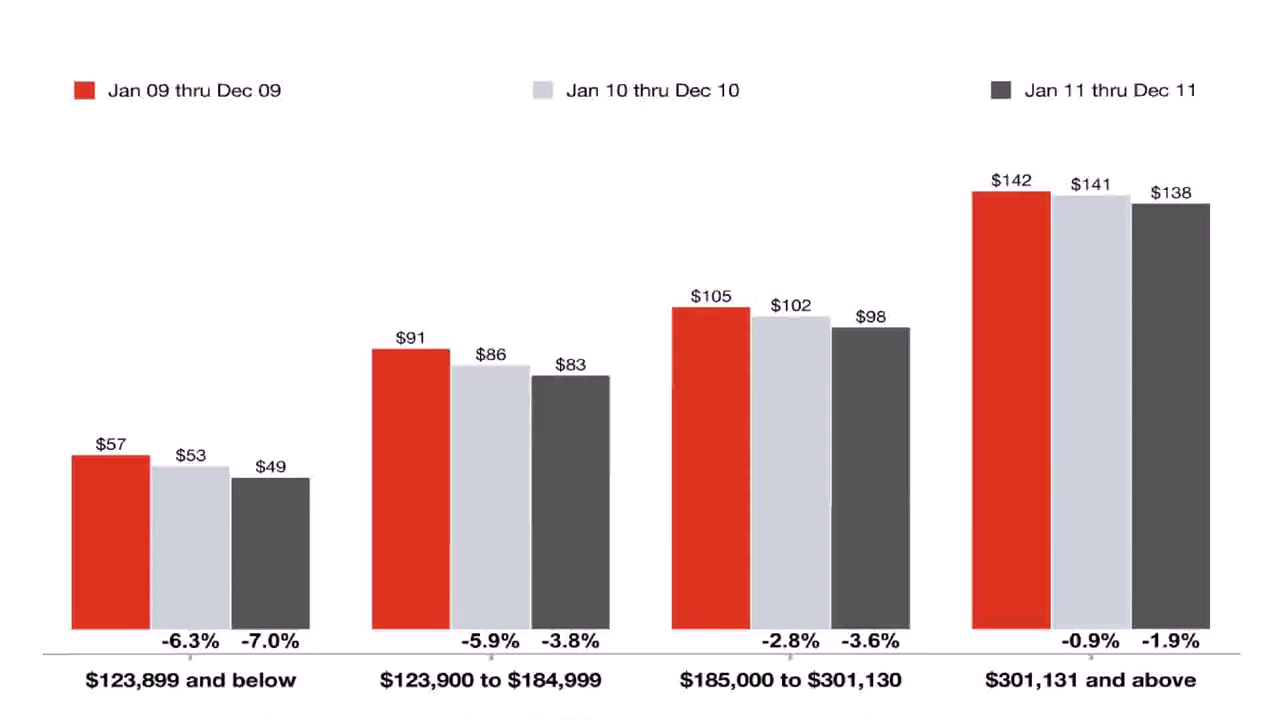 Jan 09 thru Dec 09 Jan 10 thru Dec 10 Jan 11 thru Dec 11
$142 $141 $138
$105 $102 $98
$91 $86 $83
$57 $53 $49
-6.3% -7.0% -5.9% -3.8% -2.8% -3.6% -0.9% -1.9%
$123,899 and below $123,900 to $184,999 $185,000 to $301,130 $301,131 and above